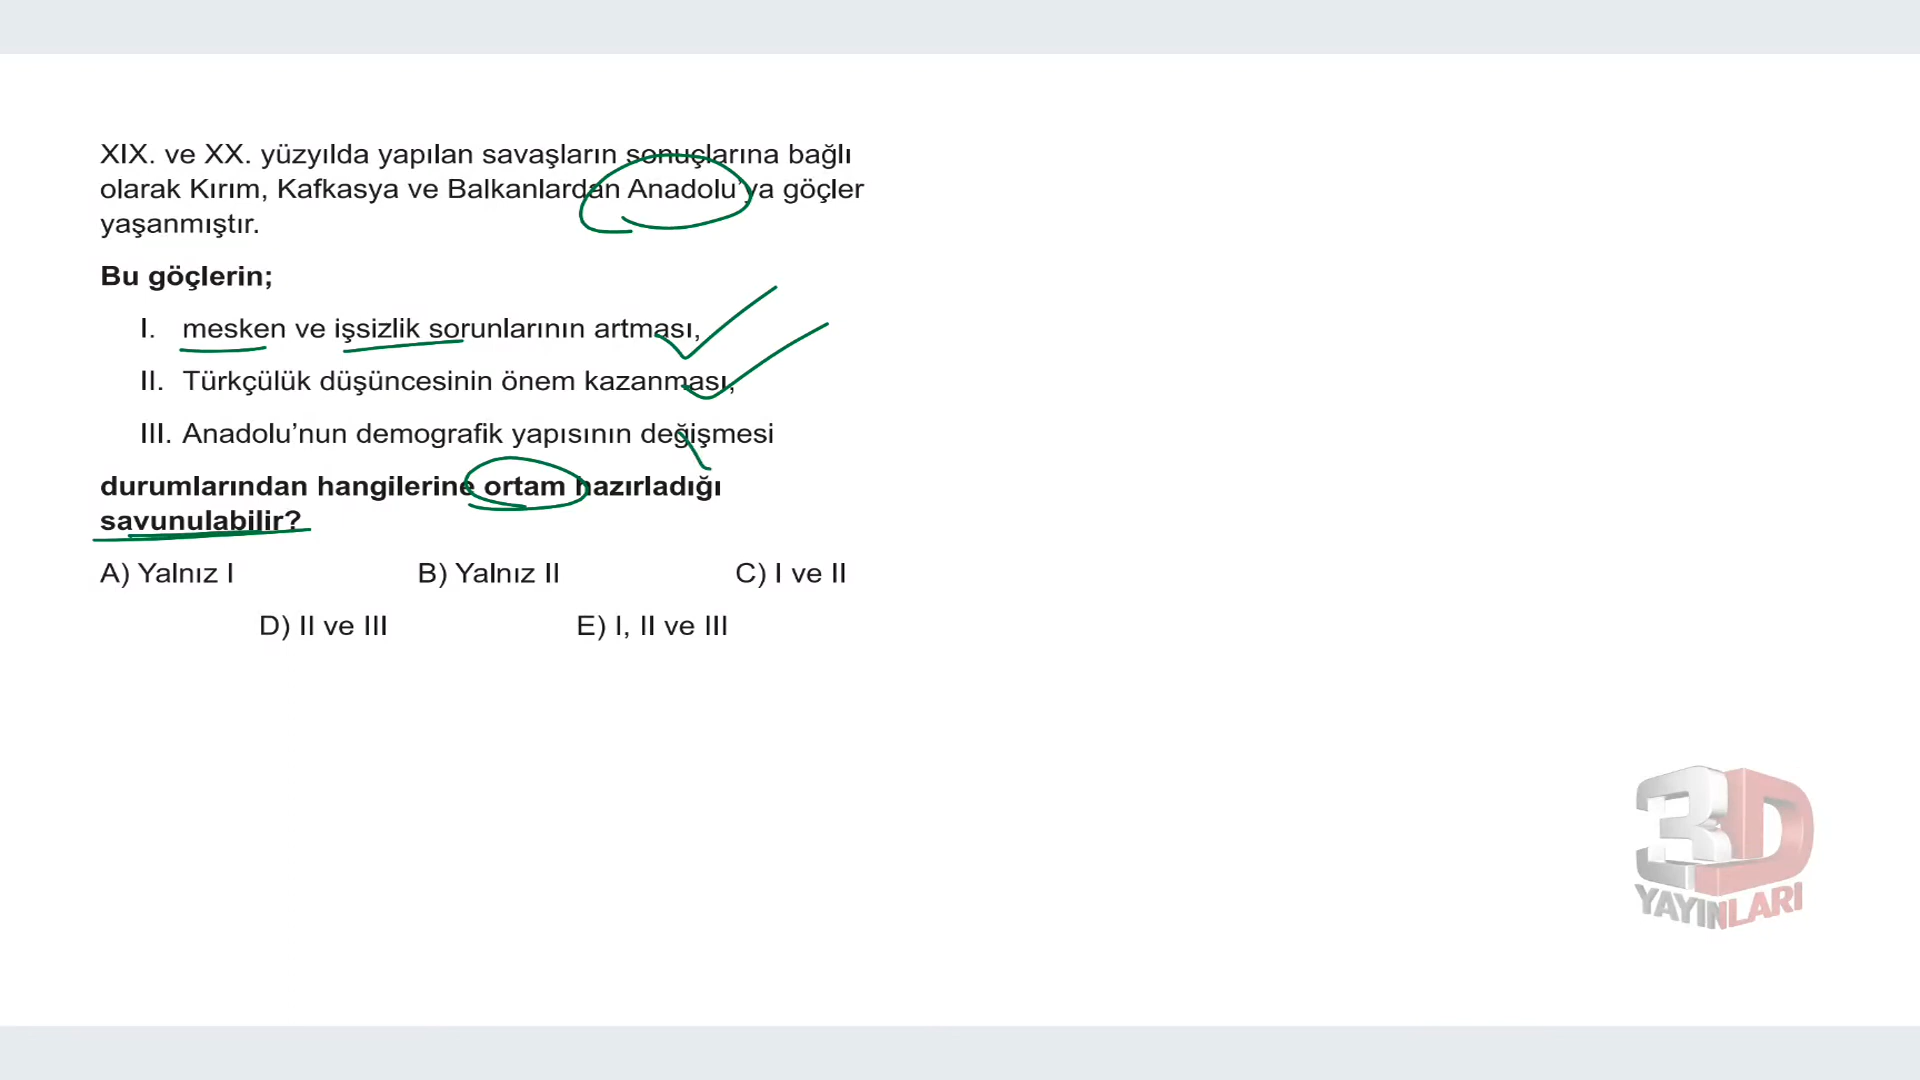 XIX. ve XX. yüzyılda yapılan savaşların sonuçlarına bağlı
olarak Kırım, Kafkasya ve Balkanlardan Anadolu’ya göçler
yaşanmıştır.
Bu göçlerin;
I. mesken ve işsizlik sorunlarının artması,
II. Türkçülük düşüncesinin önem kazanması,
III. Anadolu’nun demografik yapısının değişmesi
durumlarından hangilerine ortam hazırladığı
savunulabilir?
A) Yalnız I B) Yalnız II C) I ve II
D) II ve III E) I, II ve III
3D
YAYINLARI